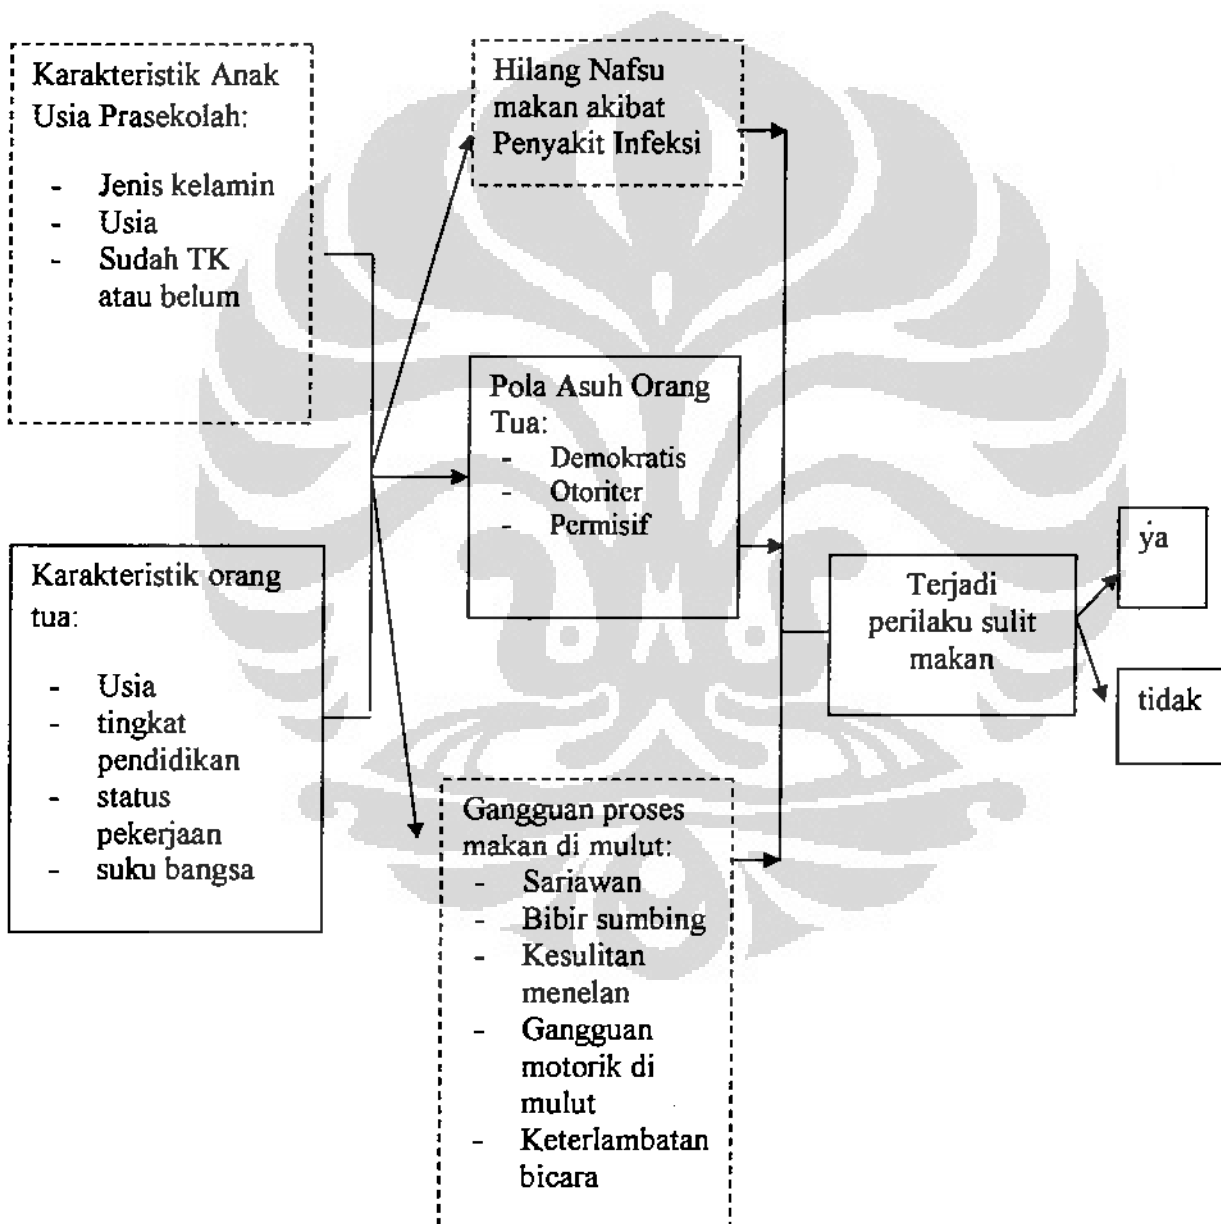 Karakteristik Anak
Usia Prasekolah:
- Jenis kelamin
- Usia
- Sudah TK
atau belum
Karakteristik orang
tua:
- Usia
- tingkat
pendidikan
- status
pekerjaan
- suku bangsa
Hilang Nafsu
makan akibat
Penyakit Infeksi
Pola Asuh Orang
Tua:
- Demokratis
- Otoriter
- Permisif
Gangguan proses
makan di mulut:
- Sariawan
- Bibir sumbing
- Kesulitan
menelan
- Gangguan
motorik di
mulut
- Keterlambatan
bicara
Terjadi
perilaku sulit
makan
ya
tidak